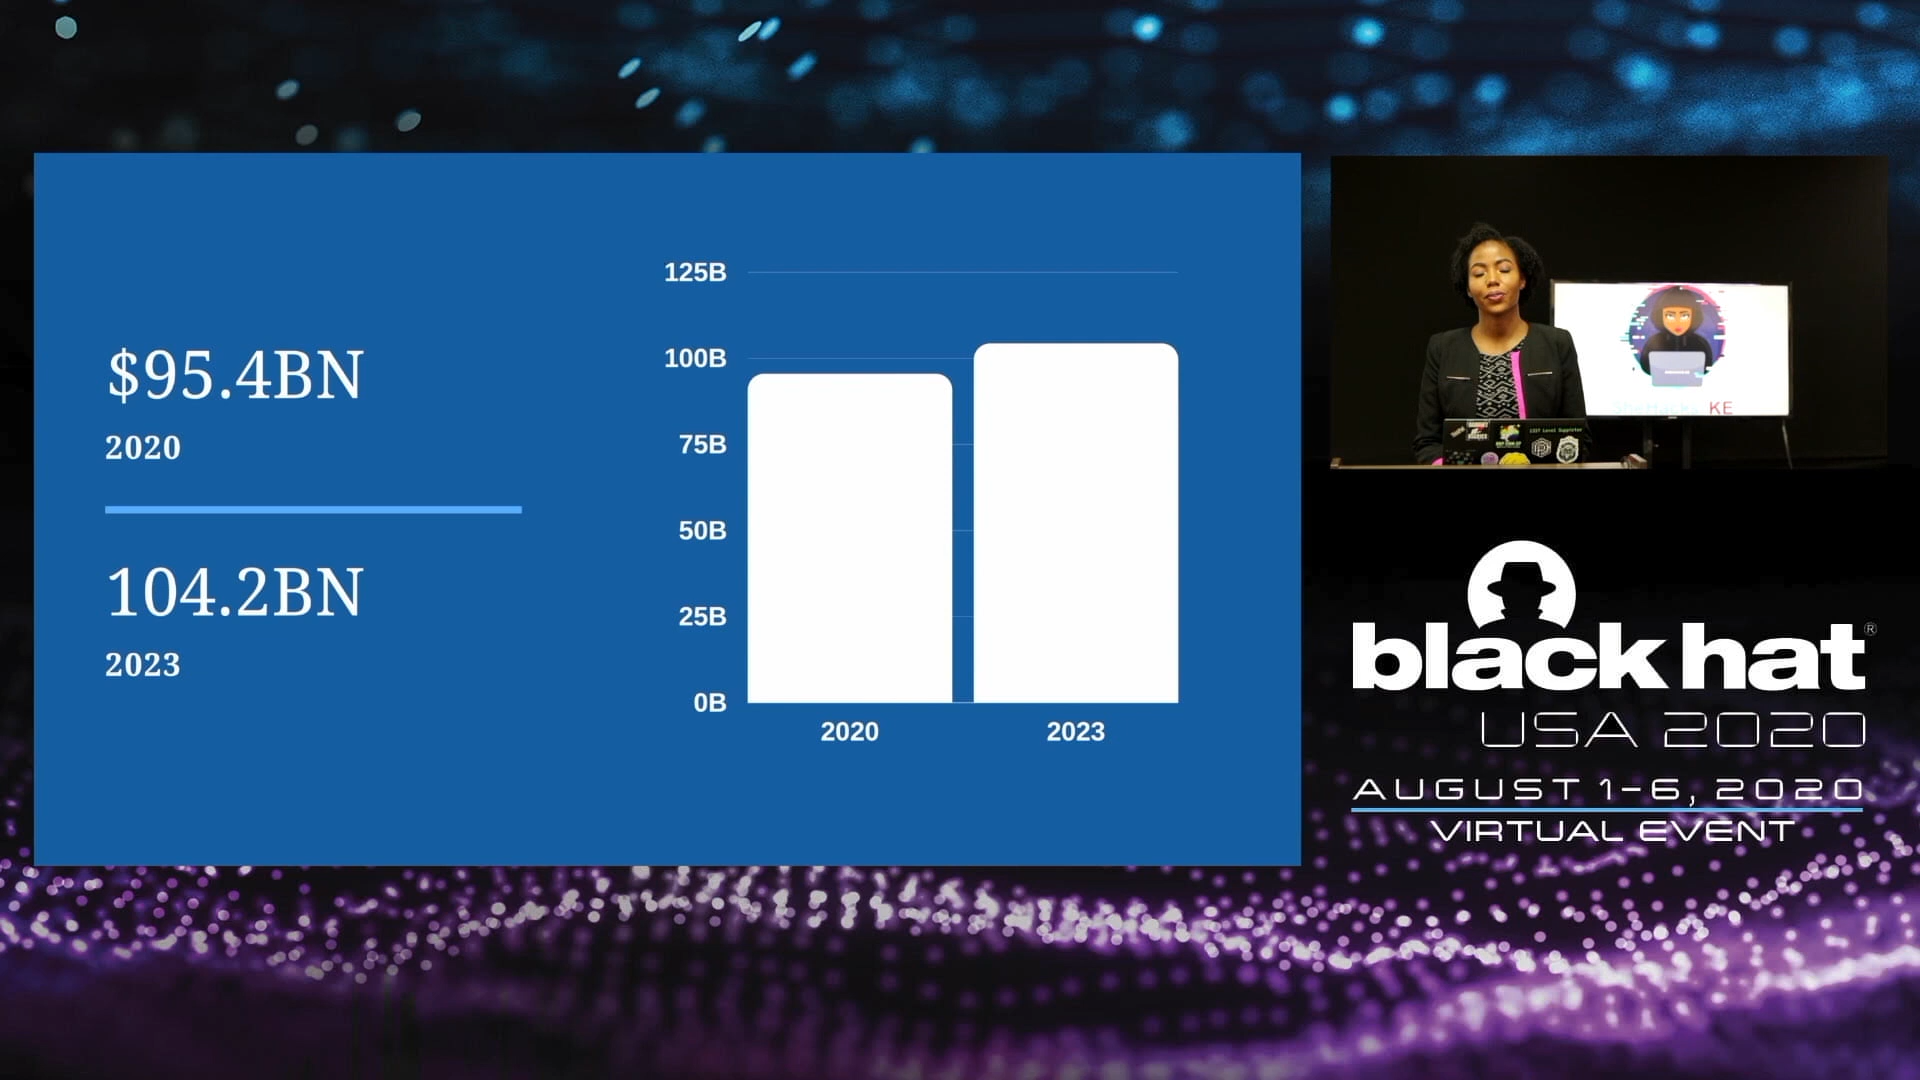 $95.4BN
2020
104.2BN
2023
125B
100B
75B
50B
25B
0B
2020
2023
KE
black hat®
USA 2020
AUGUST 1-6, 2020
VIRTUAL EVENT